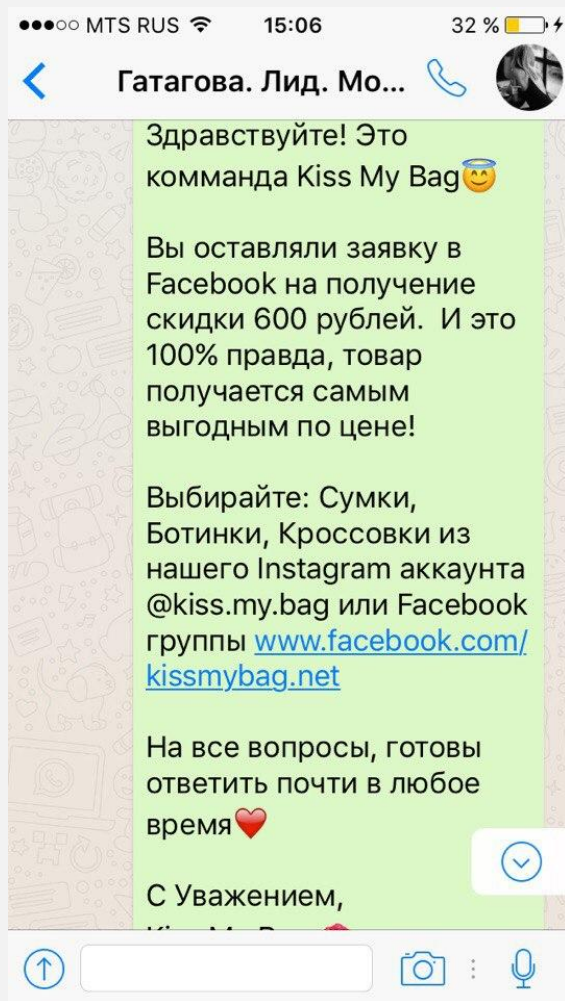 MTS RUS 15:06 32 %
Гатагова. Лид. Мо...
Здравствуйте! Это
комманда Kiss My Bag😇
Вы оставляли заявку в
Facebook на получение
скидки 600 рублей.  И это
100% правда, товар
получается самым
выгодным по цене!
Выбирайте: Сумки,
Ботинки, Кроссовки из
нашего Instagram аккаунта
@kiss.my.bag или Facebook
группы www.facebook.com/
kissmybag.net
На все вопросы, готовы
ответить почти в любое
время❤️
С Уважением,